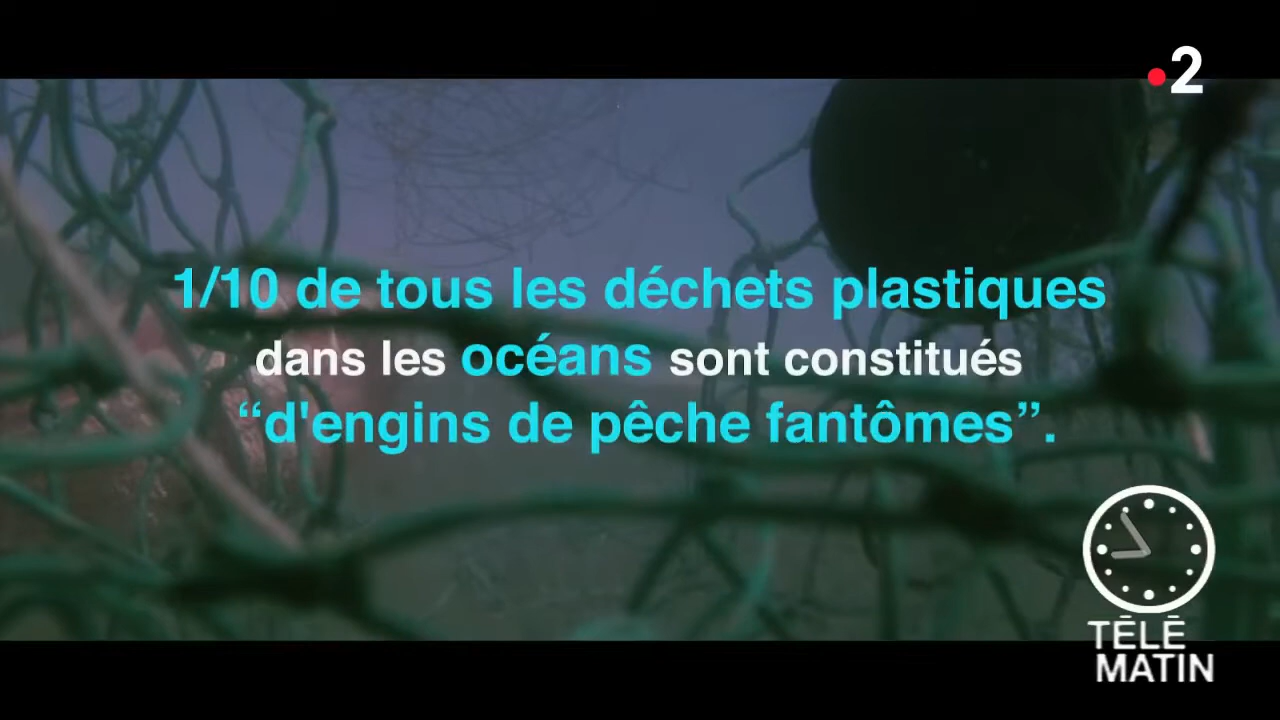 2
1/10 de tous les déchets plastiques
dans les océans sont constitués
“d'engins de pêche fantômes”.
TÉLÉ
MATIN